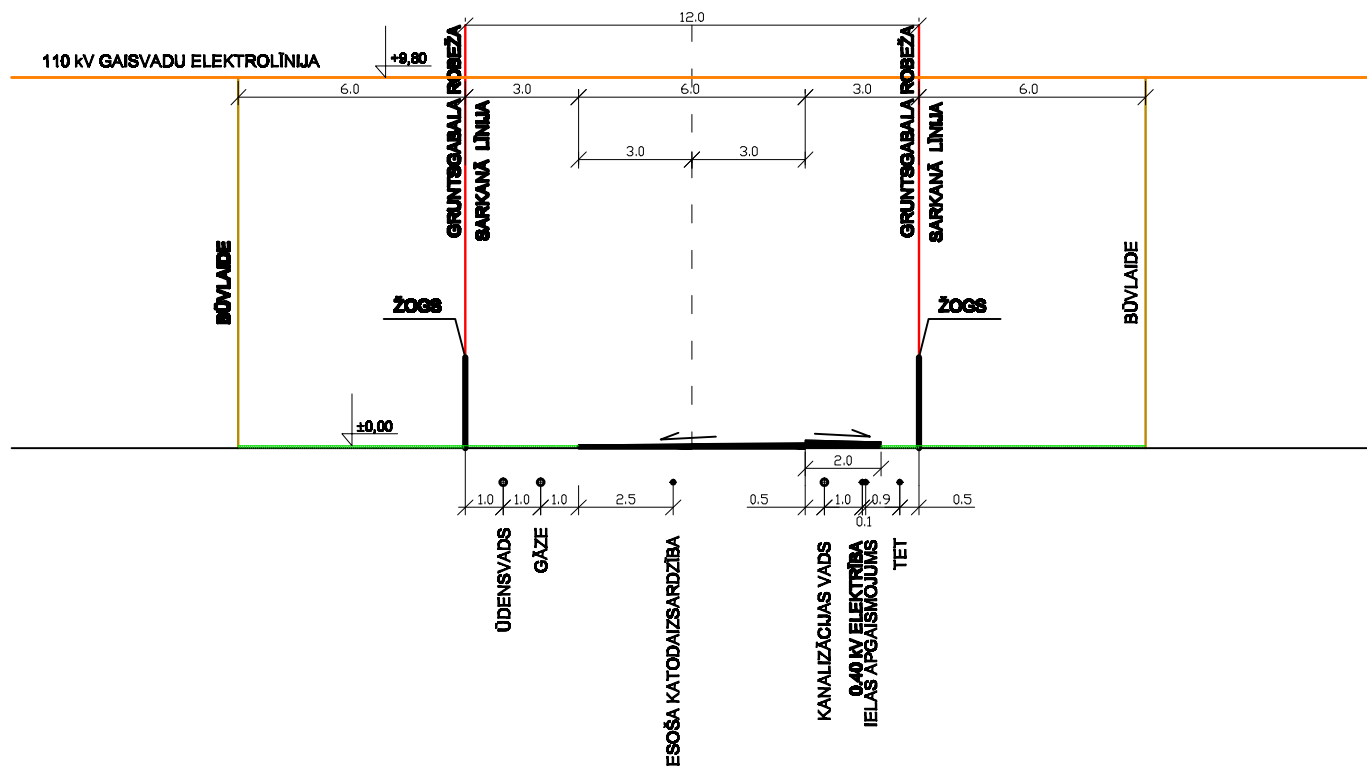 12.0
110 kV GAISVADU ELEKTROLĪNIJA
+9,80
6.0
3.0
6.0
3.0
6.0
3.0
3.0
GRUNTSGABALA ROBEŽA
SARKANĀ LĪNIJA
GRUNTSGABALA ROBEŽA
SARKANĀ LĪNIJA
BŪVLAIDE
BŪVLAIDE
ŽOGS
ŽOGS
±0,00
2.0
1.0
1.0
1.0
2.5
0.5
1.0
0.1
0.9
0.5
ŪDENSVADS
GĀZE
ESOŠA KATODAIZSARDZĪBA
KANALIZĀCIJAS VADS
0.40 kV ELEKTRĪBA
IELAS APGAISMOJUMS
TET